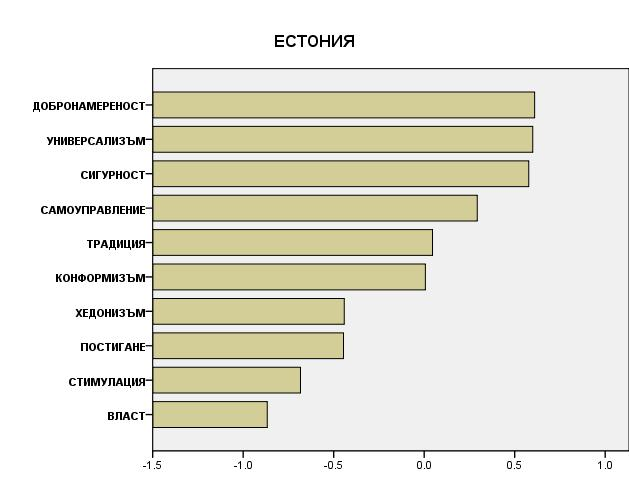 ЕСТОНИЯ
ДОБРОНАМЕРЕНОСТ
УНИВЕРСАЛИЗЪМ
СИГУРНОСТ
САМОУПРАВЛЕНИЕ
ТРАДИЦИЯ
КОНФОРМИЗЪМ
ХЕДОНИЗЪМ
ПОСТИГАНЕ
СТИМУЛАЦИЯ
ВЛАСТ
-1.5 -1.0 -0.5 0.0 0.5 1.0